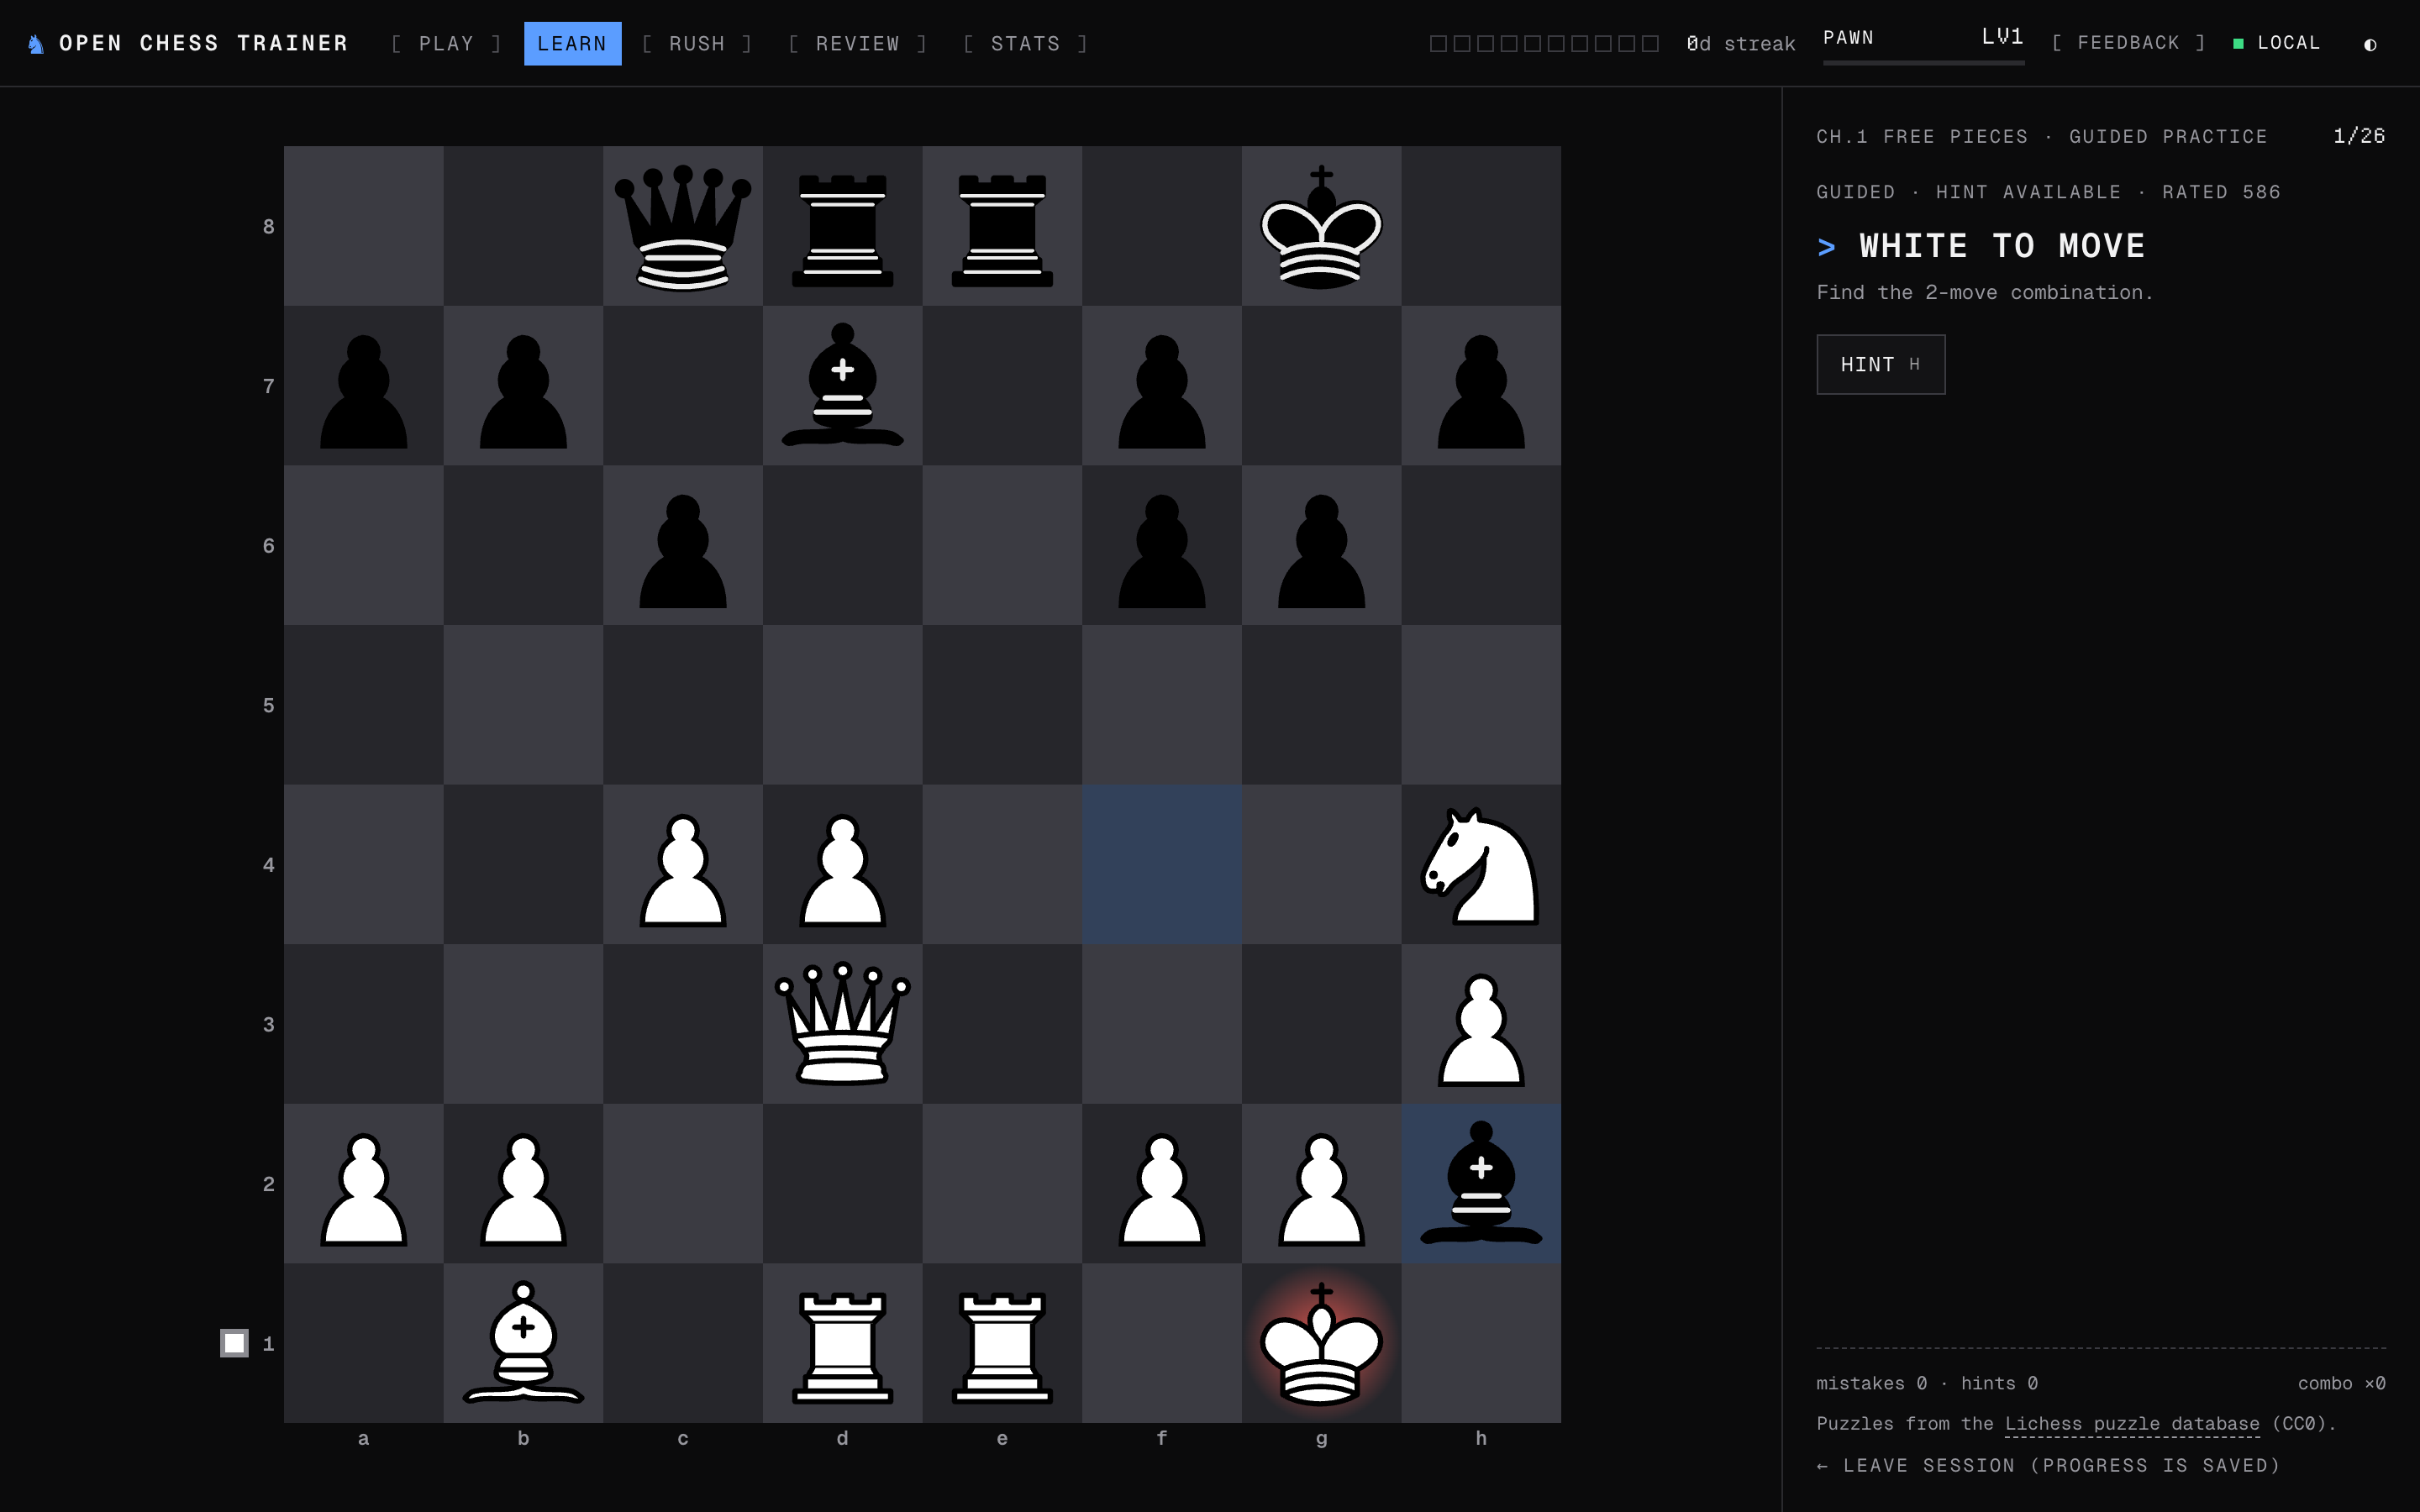 OPEN CHESS TRAINER [ PLAY ] LEARN [ RUSH ] [ REVIEW ] [ STATS ] 0d streak PAWN LV1 [ FEEDBACK ] LOCAL
CH.1 FREE PIECES · GUIDED PRACTICE 1/26
GUIDED · HINT AVAILABLE · RATED 586
> WHITE TO MOVE
Find the 2-move combination.
HINT H
8
7
6
5
4
3
2
1
a b c d e f g h
mistakes 0 · hints 0 combo ×0
Puzzles from the Lichess puzzle database (CC0).
← LEAVE SESSION (PROGRESS IS SAVED)